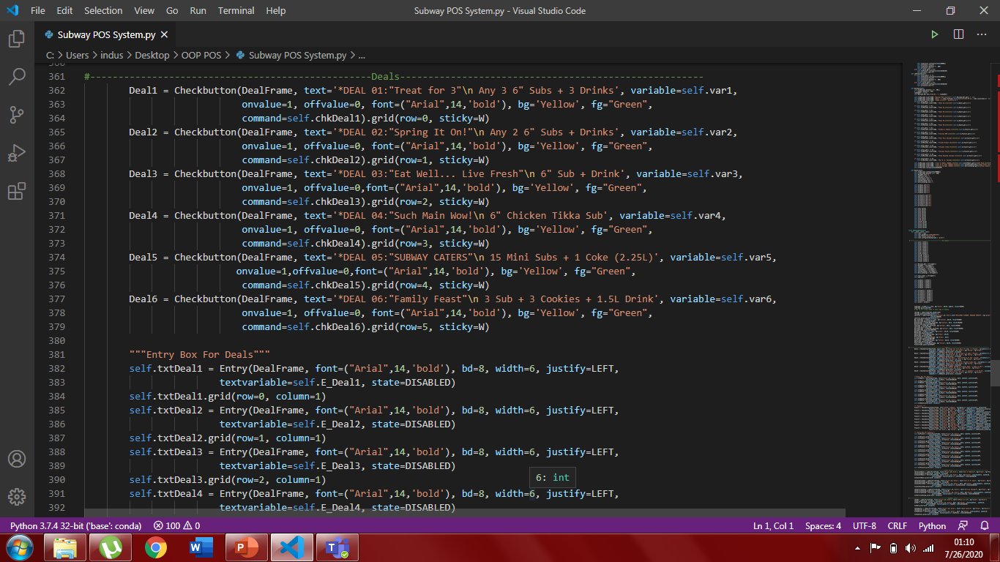 File Edit Selection View Go Run Terminal Help Subway POS System.py - Visual Studio Code
Subway POS System.py
C: > Users > indus > Desktop > OOP POS > Subway POS System.py > ...
360
361 #--------------------------------------------------Deals------------------------------------------------------
362 Deal1 = Checkbutton(DealFrame, text='*DEAL 01:"Treat for 3"\n Any 3 6" Subs + 3 Drinks', variable=self.var1,
363 onvalue=1, offvalue=0, font=("Arial",14,'bold'), bg='Yellow', fg="Green",
364 command=self.chkDeal1).grid(row=0, sticky=W)
365 Deal2 = Checkbutton(DealFrame, text='*DEAL 02:"Spring It On!"\n Any 2 6" Subs + Drinks', variable=self.var2,
366 onvalue=1, offvalue=0, font=("Arial",14,'bold'), bg='Yellow', fg="Green",
367 command=self.chkDeal2).grid(row=1, sticky=W)
368 Deal3 = Checkbutton(DealFrame, text='*DEAL 03:"Eat Well... Live Fresh"\n 6" Sub + Drink', variable=self.var3,
369 onvalue=1, offvalue=0,font=("Arial",14,'bold'), bg='Yellow', fg="Green",
370 command=self.chkDeal3).grid(row=2, sticky=W)
371 Deal4 = Checkbutton(DealFrame, text='*DEAL 04:"Such Main Wow!\n 6" Chicken Tikka Sub', variable=self.var4,
372 onvalue=1, offvalue=0, font=("Arial",14,'bold'), bg='Yellow', fg="Green",
373 command=self.chkDeal4).grid(row=3, sticky=W)
374 Deal5 = Checkbutton(DealFrame, text='*DEAL 05:"SUBWAY CATERS"\n 15 Mini Subs + 1 Coke (2.25L)', variable=self.var5,
375 onvalue=1,offvalue=0,font=("Arial",14,'bold'), bg='Yellow', fg="Green",
376 command=self.chkDeal5).grid(row=4, sticky=W)
377 Deal6 = Checkbutton(DealFrame, text='*DEAL 06:"Family Feast"\n 3 Sub + 3 Cookies + 1.5L Drink', variable=self.var6,
378 onvalue=1, offvalue=0, font=("Arial",14,'bold'), bg='Yellow', fg="Green",
379 command=self.chkDeal6).grid(row=5, sticky=W)
380
381 """Entry Box For Deals"""
382 self.txtDeal1 = Entry(DealFrame, font=("Arial",14,'bold'), bd=8, width=6, justify=LEFT,
383 textvariable=self.E_Deal1, state=DISABLED)
384 self.txtDeal1.grid(row=0, column=1)
385 self.txtDeal2 = Entry(DealFrame, font=("Arial",14,'bold'), bd=8, width=6, justify=LEFT,
386 textvariable=self.E_Deal2, state=DISABLED)
387 self.txtDeal2.grid(row=1, column=1)
388 self.txtDeal3 = Entry(DealFrame, font=("Arial",14,'bold'), bd=8, width=6, justify=LEFT,
389 textvariable=self.E_Deal3, state=DISABLED)
390 self.txtDeal3.grid(row=2, column=1)
6: int
391 self.txtDeal4 = Entry(DealFrame, font=("Arial",14,'bold'), bd=8, width=6, justify=LEFT,
392 textvariable=self.E_Deal4, state=DISABLED)
Python 3.7.4 32-bit ('base': conda) 100 0 Ln 1, Col 1 Spaces: 4 UTF-8 CRLF Python
01:10
7/26/2020